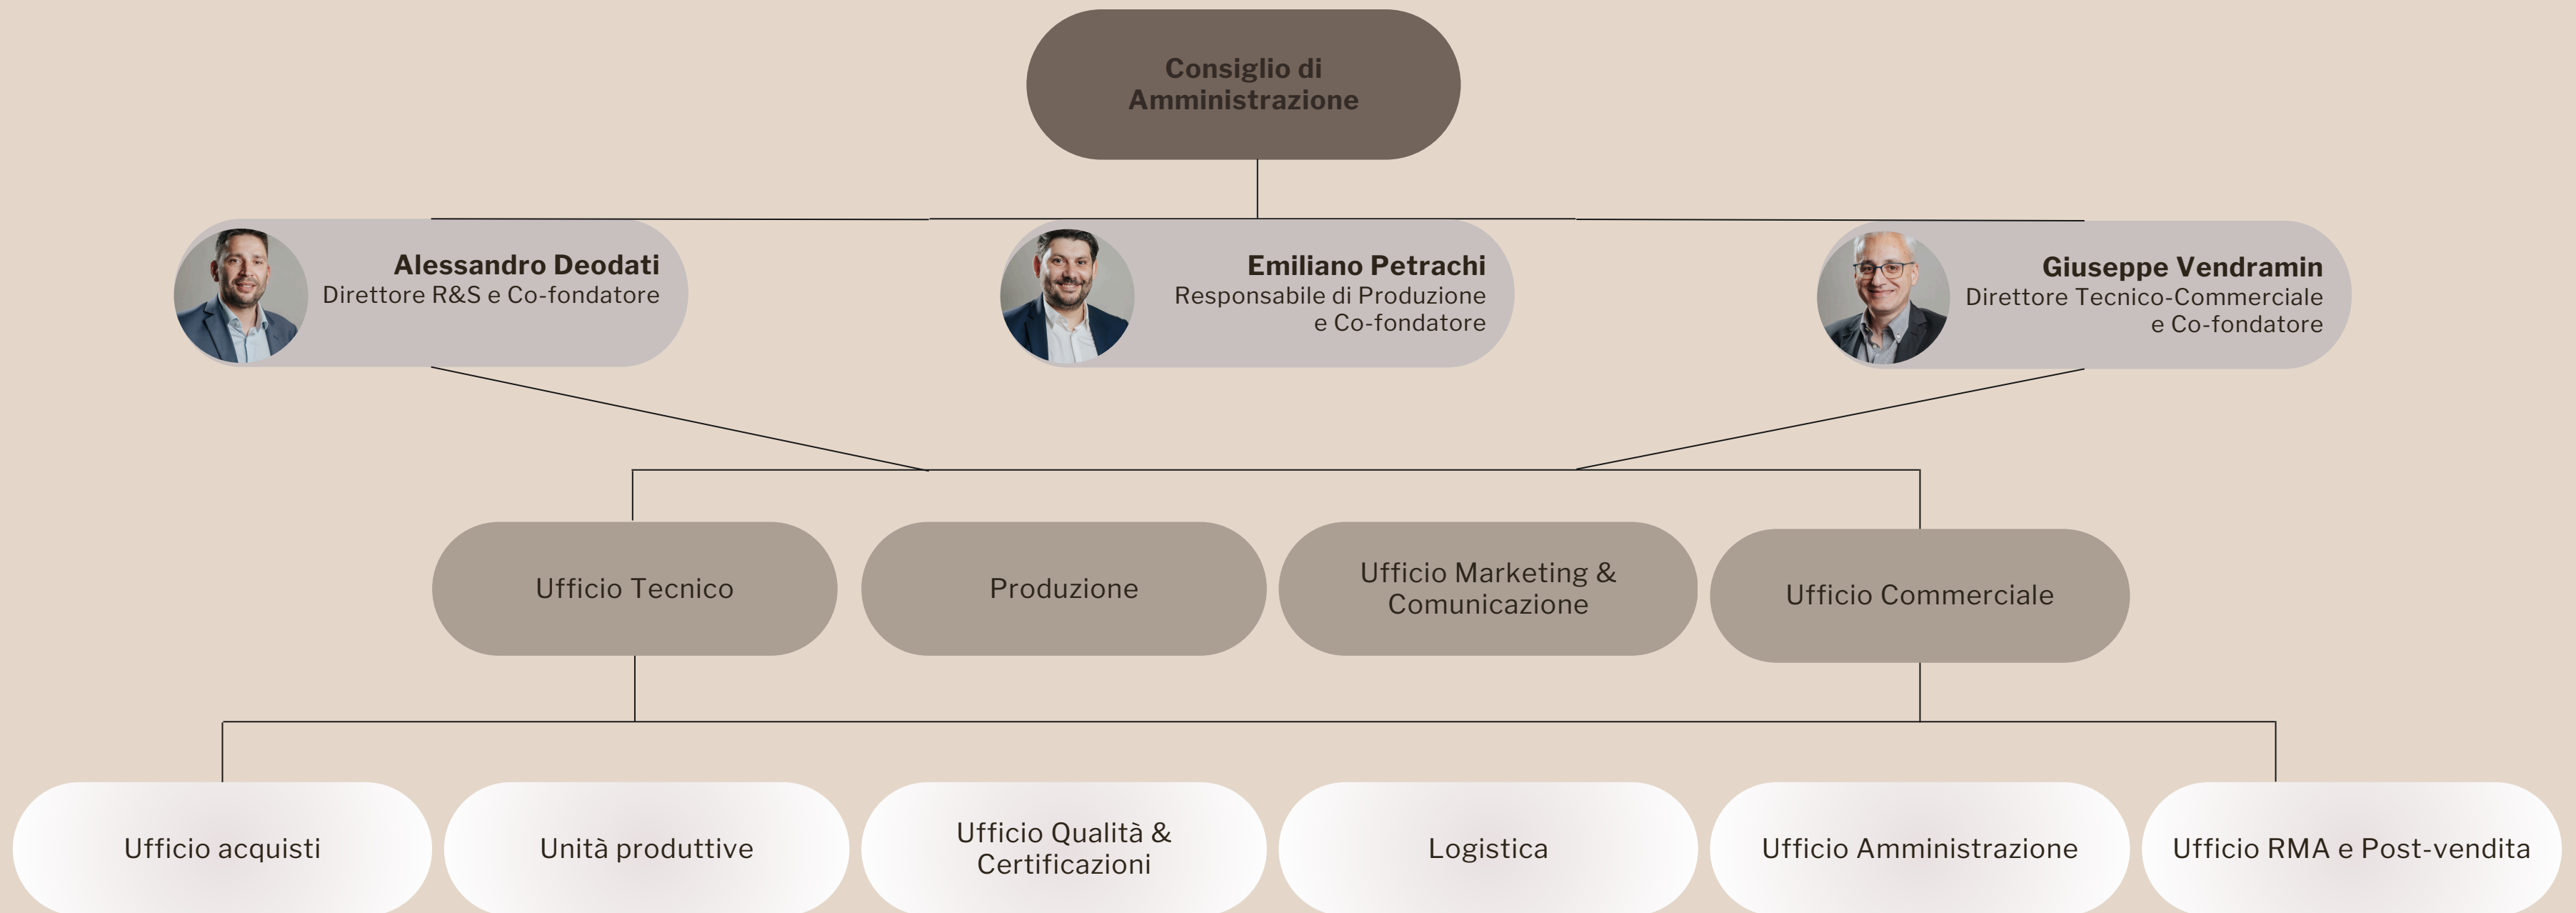 Consiglio di
Amministrazione
Alessandro Deodati
Direttore R&S e Co-fondatore
Emiliano Petrachi
Responsabile di Produzione
e Co-fondatore
Giuseppe Vendramin
Direttore Tecnico-Commerciale
e Co-fondatore
Ufficio Tecnico
Produzione
Ufficio Marketing &
Comunicazione
Ufficio Commerciale
Ufficio acquisti
Unità produttive
Ufficio Qualità &
Certificazioni
Logistica
Ufficio Amministrazione
Ufficio RMA e Post-vendita